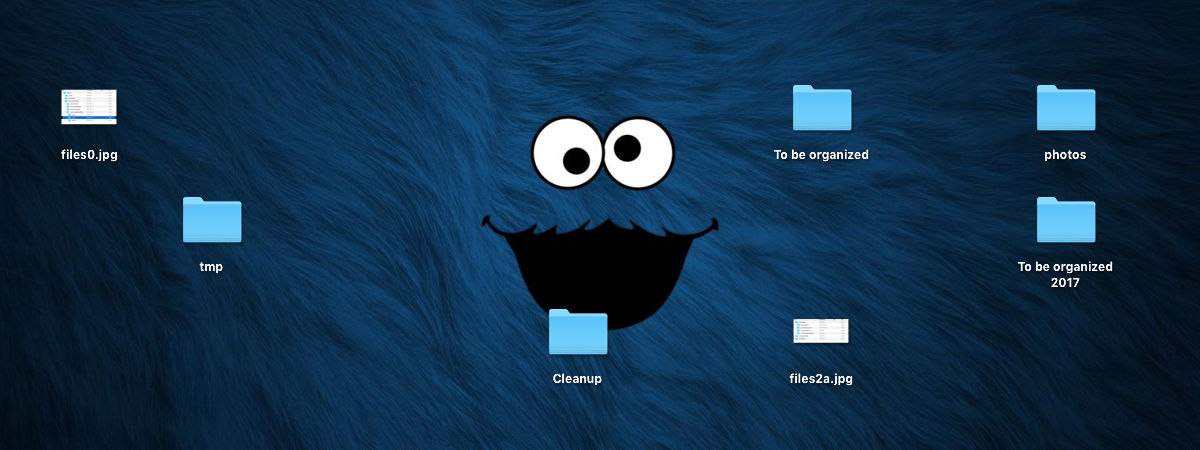 files0.jpg
To be organized
photos
tmp
To be organized
2017
Cleanup
files2a.jpg